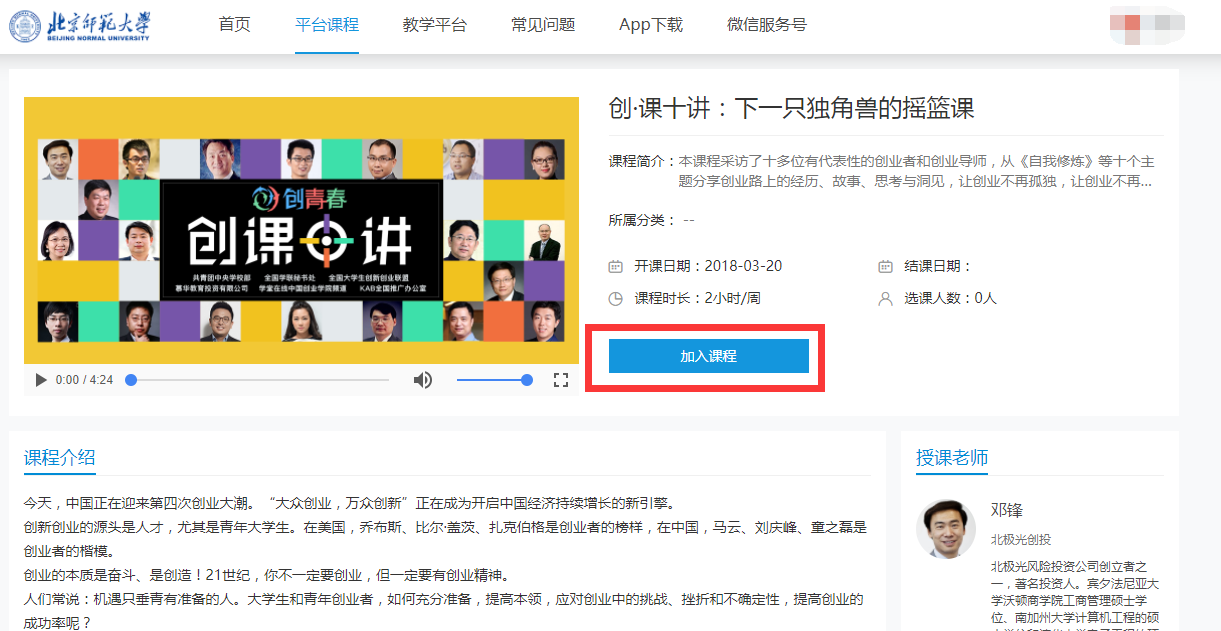 北京师范大学
BEIJING NORMAL UNIVERSITY
首页 平台课程 教学平台 常见问题 App下载 微信服务号
创·课十讲：下一只独角兽的摇篮课
课程简介：本课程采访了十多位有代表性的创业者和创业导师，从《自我修炼》等十个主
题分享创业路上的经历、故事、思考与洞见，让创业不再孤独，让创业不再...
所属分类： --
开课日期：2018-03-20 结课日期：
课程时长：2小时/周 选课人数：0人
加入课程
创青春
创课十讲
共青团中央学校部 全国学联秘书处 全国大学生创新创业联盟
慕华教育投资有限公司 学堂在线中国创业学院频道 KAB全国推广办公室
0:00 / 4:24
课程介绍
今天，中国正在迎来第四次创业大潮。“大众创业，万众创新”正在成为开启中国经济持续增长的新引擎。
创新创业的源头是人才，尤其是青年大学生。在美国，乔布斯、比尔·盖茨、扎克伯格是创业者的榜样，在中国，马云、刘庆峰、童之磊是
创业者的楷模。
创业的本质是奋斗、是创造！21世纪，你不一定要创业，但一定要有创业精神。
人们常说：机遇只垂青有准备的人。大学生和青年创业者，如何充分准备，提高本领，应对创业中的挑战、挫折和不确定性，提高创业的
成功率呢？
授课老师
邓锋
北极光创投
北极光风险投资公司创立者之
一，著名投资人。宾夕法尼亚大
学沃顿商学院工商管理硕士学
位、南加州大学计算机工程的硕